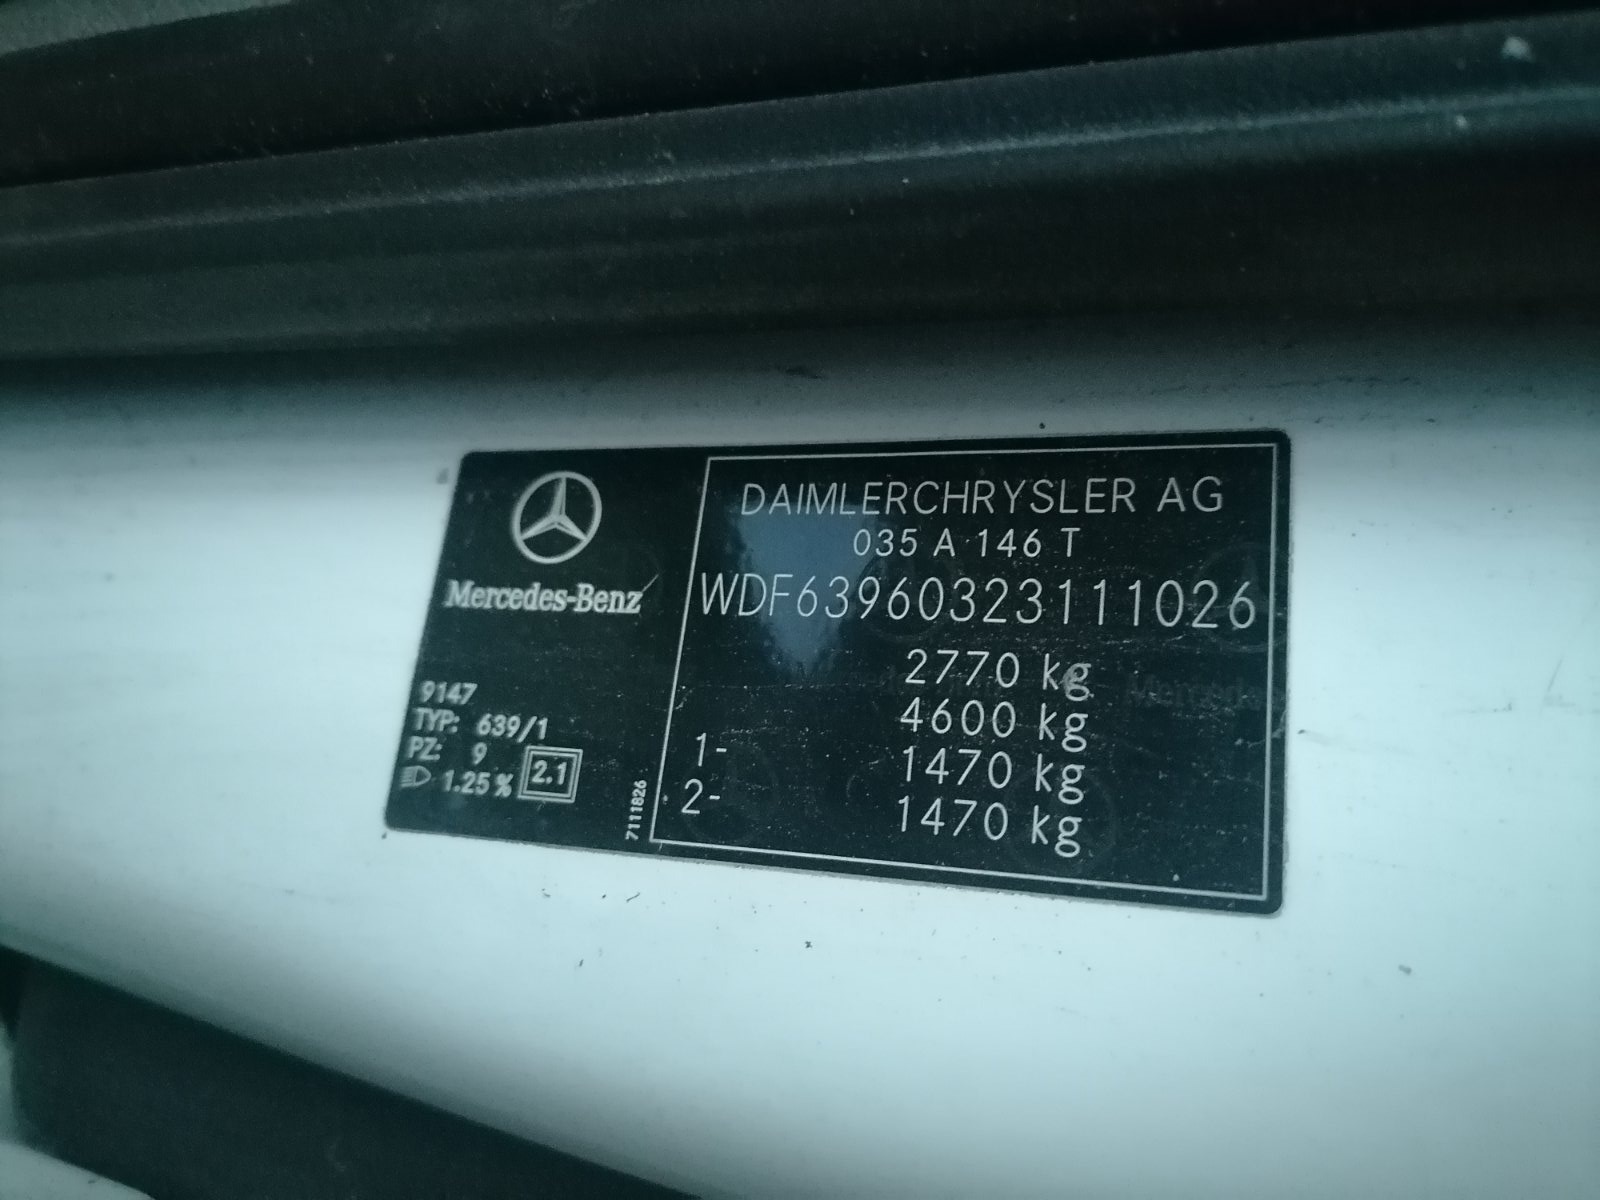 Mercedes-Benz
9147
TYP: 639/1
PZ: 9
1.25% 2.1
7111826
DAIMLERCHRYSLER AG
035 A 146 T
WDF63960323111026
2770 kg
4600 kg
1- 1470 kg
2- 1470 kg